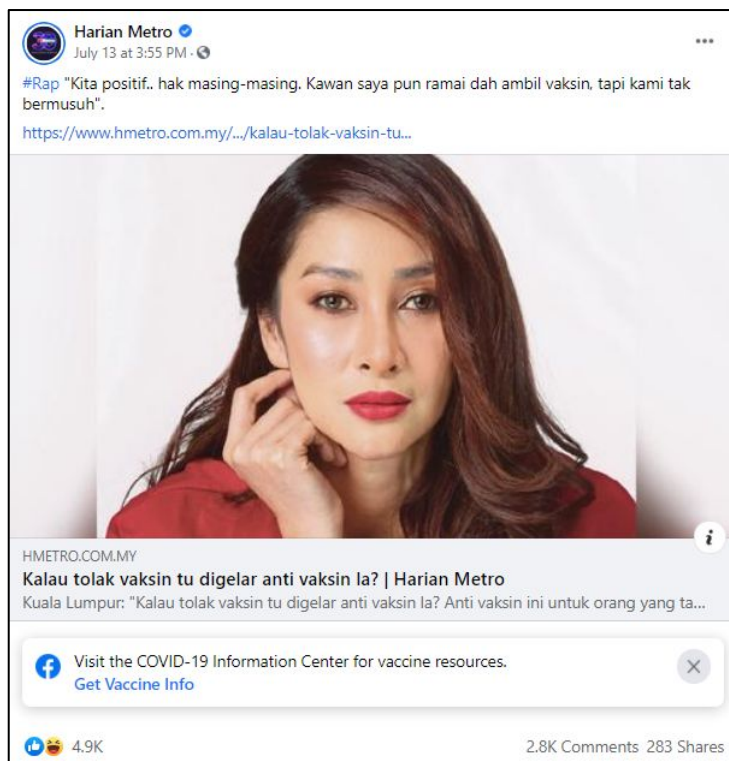 Harian Metro
July 13 at 3:55 PM ·
#Rap "Kita positif.. hak masing-masing. Kawan saya pun ramai dah ambil vaksin, tapi kami tak
bermusuh".
https://www.hmetro.com.my/.../kalau-tolak-vaksin-tu...
HMETRO.COM.MY
Kalau tolak vaksin tu digelar anti vaksin la? | Harian Metro
Kuala Lumpur: "Kalau tolak vaksin tu digelar anti vaksin la? Anti vaksin ini untuk orang yang ta...
Visit the COVID-19 Information Center for vaccine resources.
Get Vaccine Info
4.9K
2.8K Comments 283 Shares